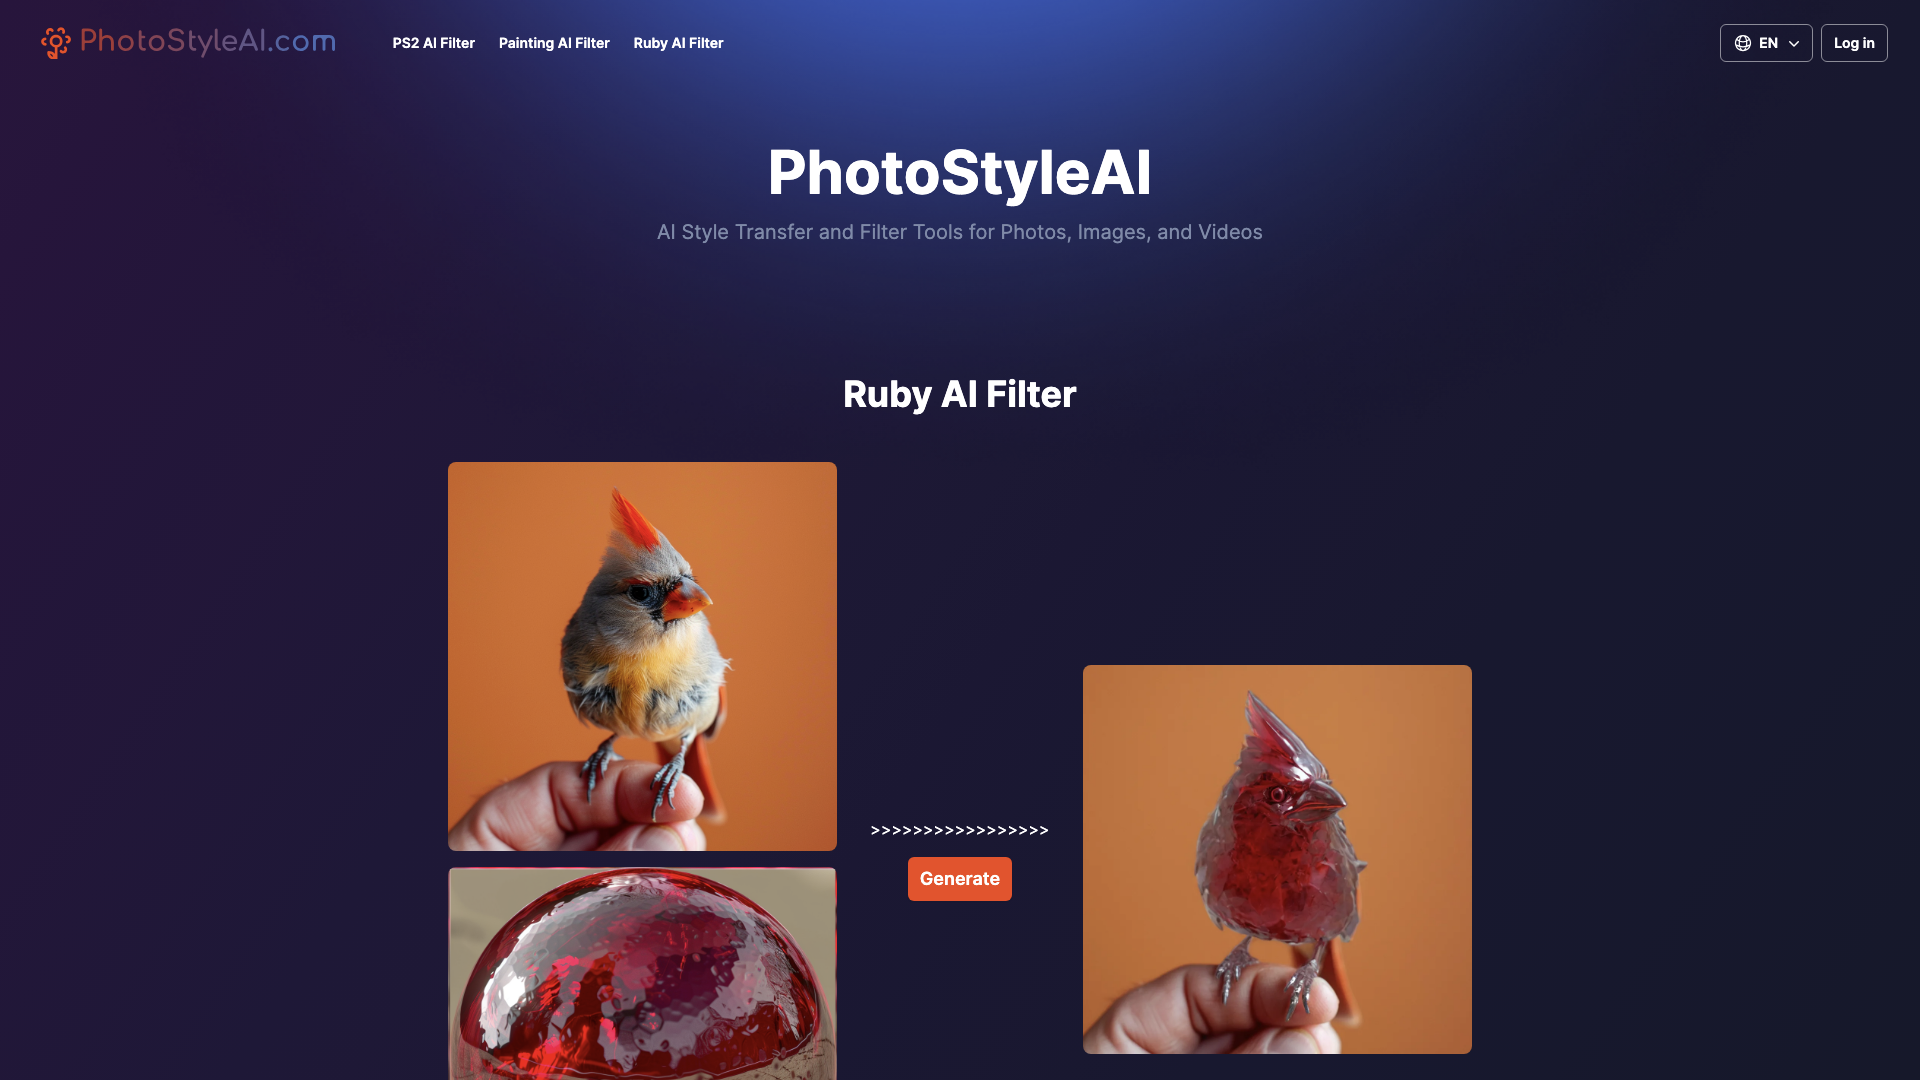 PhotoStyleAI.com
PS2 AI Filter
Painting AI Filter
Ruby AI Filter
EN
Log in
PhotoStyleAI
AI Style Transfer and Filter Tools for Photos, Images, and Videos
Ruby AI Filter
>>>>>>>>>>>>>>>>>
Generate